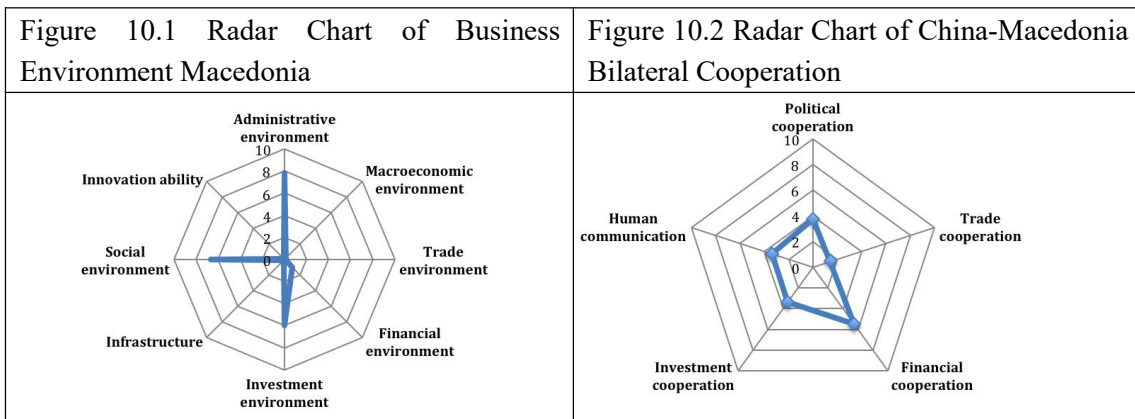 Figure 10.1 Radar Chart of Business
Environment Macedonia
Figure 10.2 Radar Chart of China-Macedonia
Bilateral Cooperation
Administrative
environment
10
8
6
4
2
0
Macroeconomic
environment
Trade
environment
Financial
environment
Investment
environment
Infrastructure
Social
environment
Innovation ability
Political
cooperation
10
8
6
4
2
0
Trade
cooperation
Financial
cooperation
Investment
cooperation
Human
communication